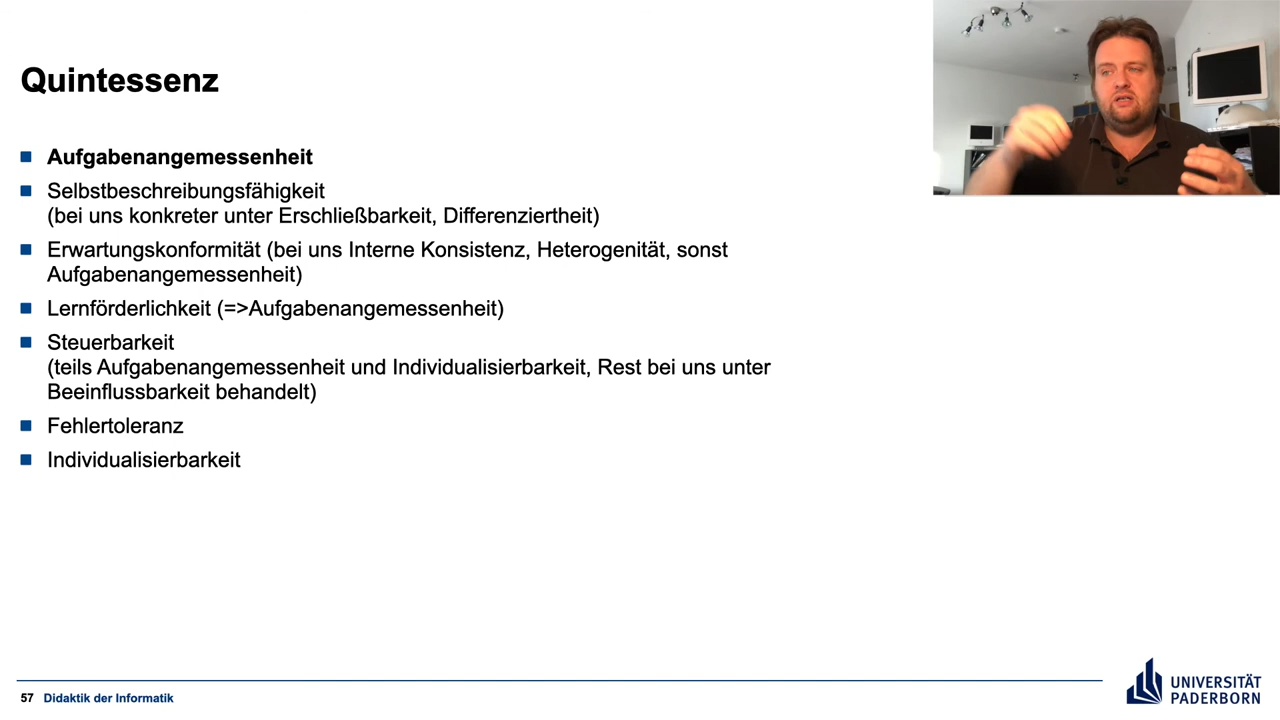 Quintessenz
Aufgabenangemessenheit
Selbstbeschreibungsfähigkeit
(bei uns konkreter unter Erschließbarkeit, Differenziertheit)
Erwartungskonformität (bei uns Interne Konsistenz, Heterogenität, sonst
Aufgabenangemessenheit)
Lernförderlichkeit (=>Aufgabenangemessenheit)
Steuerbarkeit
(teils Aufgabenangemessenheit und Individualisierbarkeit, Rest bei uns unter
Beeinflussbarkeit behandelt)
Fehlertoleranz
Individualisierbarkeit
57 Didaktik der Informatik
UNIVERSITÄT
PADERBORN